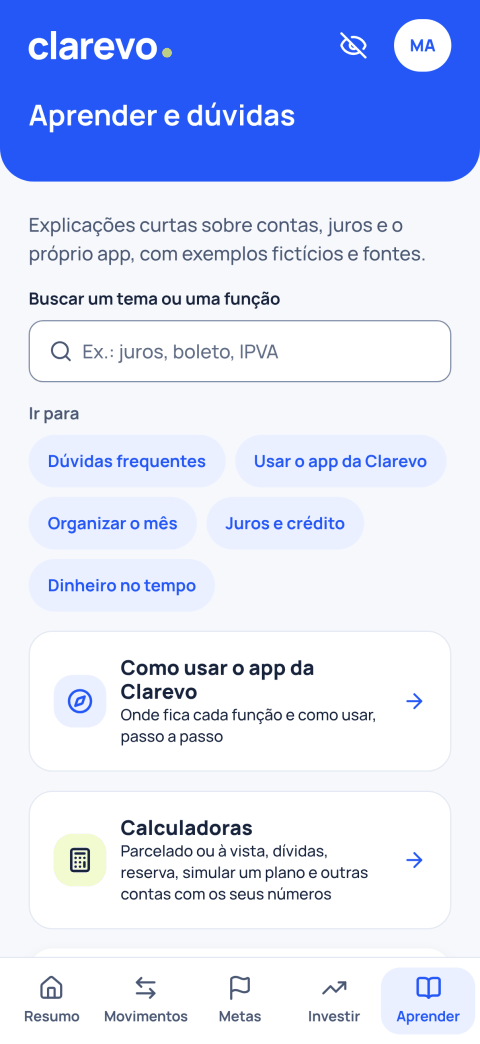 clarevo
MA
Aprender e dúvidas
Explicações curtas sobre contas, juros e o
próprio app, com exemplos fictícios e fontes.
Buscar um tema ou uma função
Ex.: juros, boleto, IPVA
Ir para
Dúvidas frequentes
Usar o app da Clarevo
Organizar o mês
Juros e crédito
Dinheiro no tempo
Como usar o app da
Clarevo
Onde fica cada função e como usar,
passo a passo
Calculadoras
Parcelado ou à vista, dívidas,
reserva, simular um plano e outras
contas com os seus números
Resumo
Movimentos
Metas
Investir
Aprender